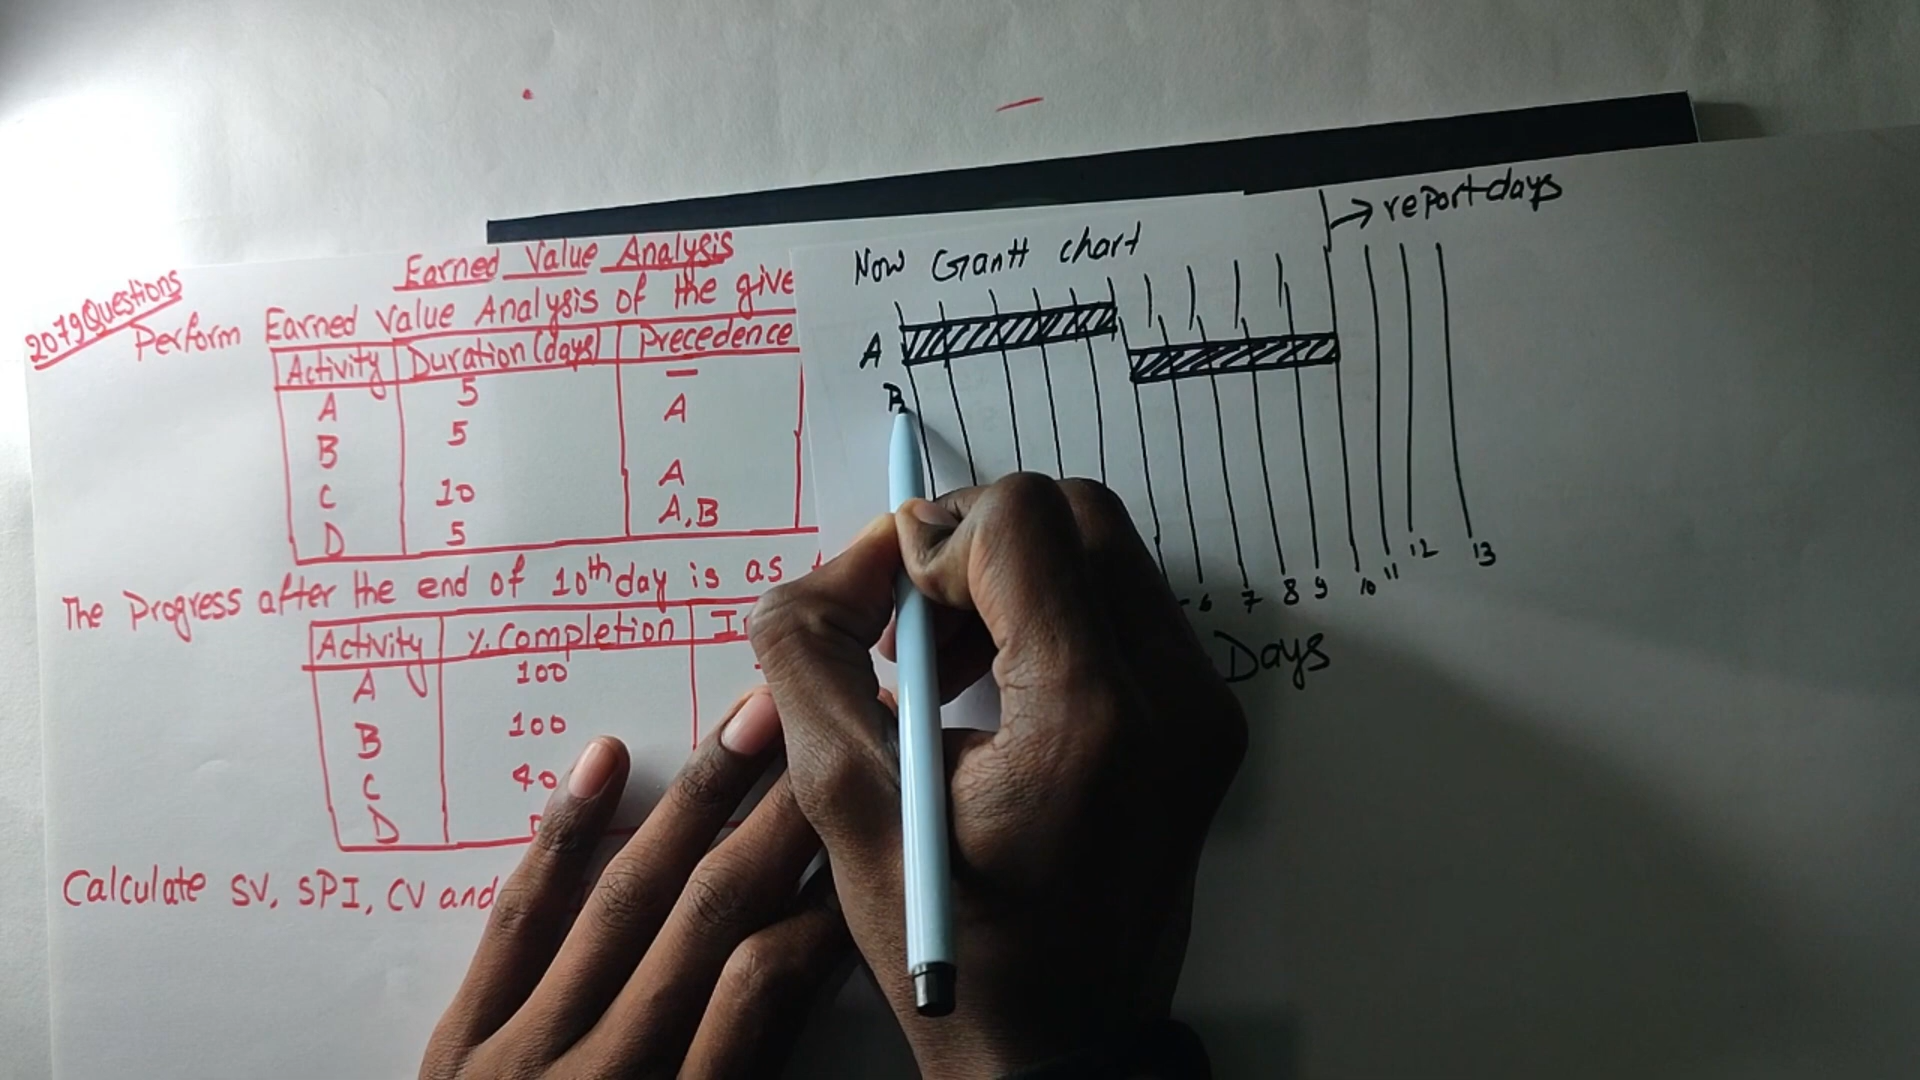 2079 Questions
Earned Value Analysis
Perform Earned Value Analysis of the give
Activity Duration (days) Precedence
A 5 —
B 5 A
C 10 A
D 5 A,B
The Progress after the end of 10th day is as
Activity %.Completion
A 100
B 100
C 40
D
Calculate SV, SPI, CV and
Now Gantt chart
→ report days
A
B
6 7 8 9 10 11 12 13
Days